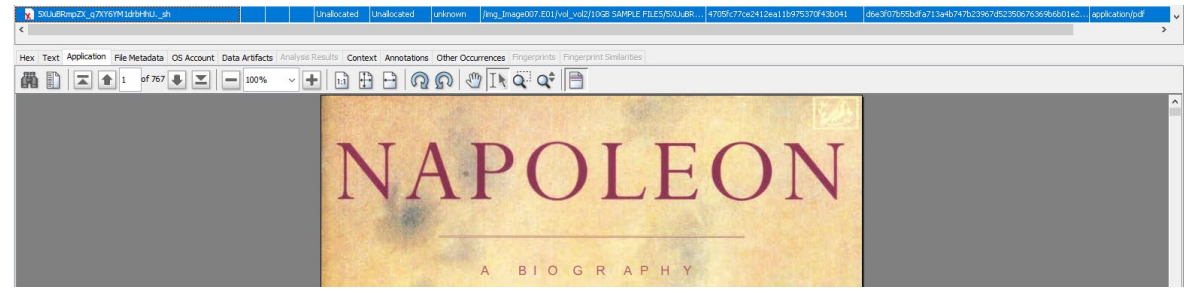 5XUuBRmpZX_q7XY6YM1drbHhU._sh Unallocated Unallocated unknown /img_Image007.E01/vol_vol2/10GB SAMPLE FILES/5XUuBR... 4705fc77ce2412ea11b975370f43b041 d6e3f07b55bdfa713a4b747b23967d52350676369b6b01e2... application/pdf
Hex Text Application File Metadata OS Account Data Artifacts Analysis Results Context Annotations Other Occurrences Fingerprints Fingerprint Similarities
1 of 767 100% 1:1
NAPOLEON
A BIOGRAPHY